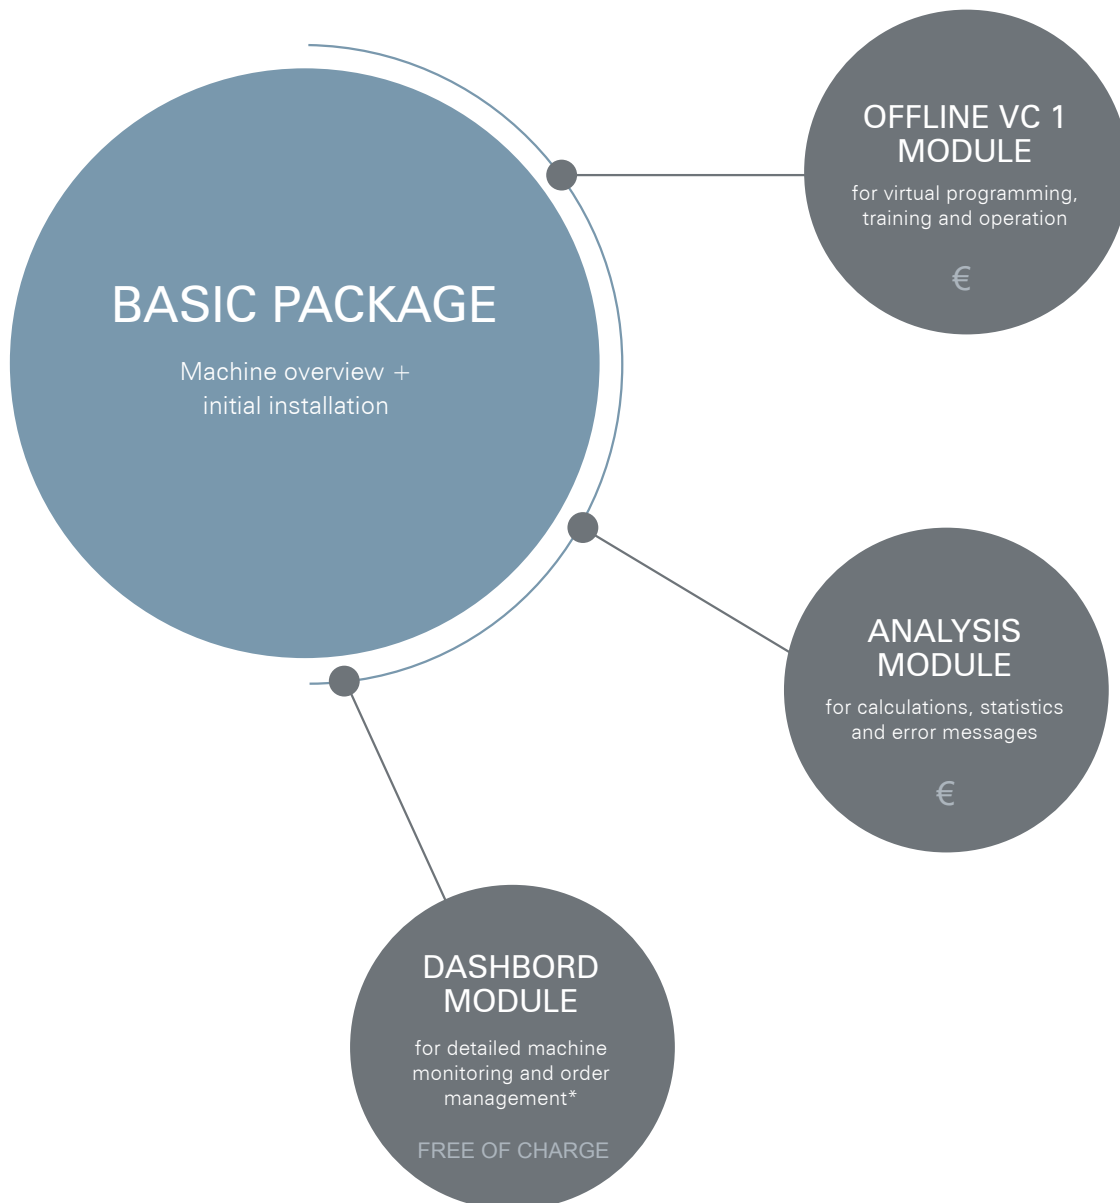 OFFLINE VC 1
MODULE
for virtual programming,
training and operation
€
BASIC PACKAGE
Machine overview +
initial installation
ANALYSIS
MODULE
for calculations, statistics
and error messages
€
DASHBORD
MODULE
for detailed machine
monitoring and order
management*
FREE OF CHARGE